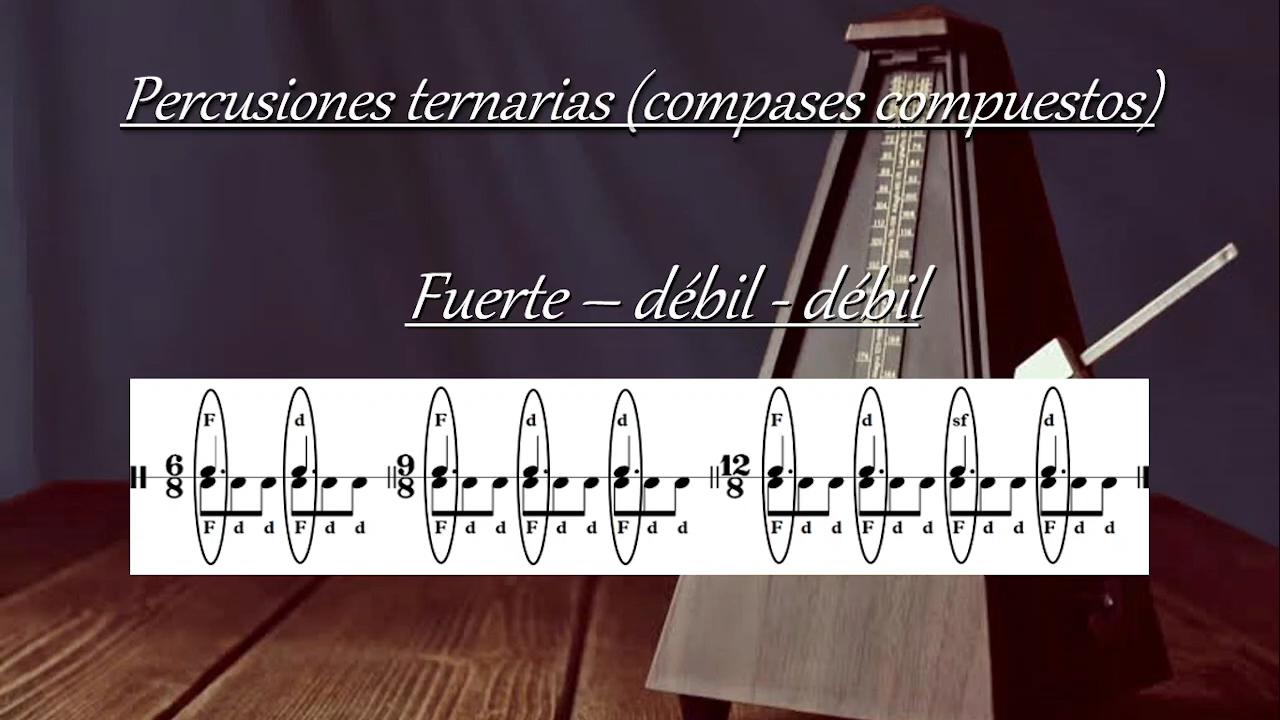 Percusiones ternarias (compases compuestos)
Fuerte – débil - débil
F d F d d F d sf d
6 8 9 8 12 8
F d d F d d F d d F d d F d d F d d F d d F d d F d d